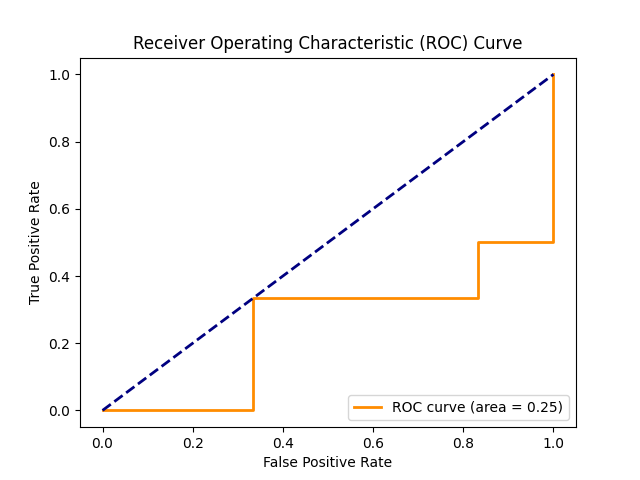 Receiver Operating Characteristic (ROC) Curve
1.0
0.8
0.6
0.4
0.2
0.0
True Positive Rate
ROC curve (area = 0.25)
0.0 0.2 0.4 0.6 0.8 1.0
False Positive Rate